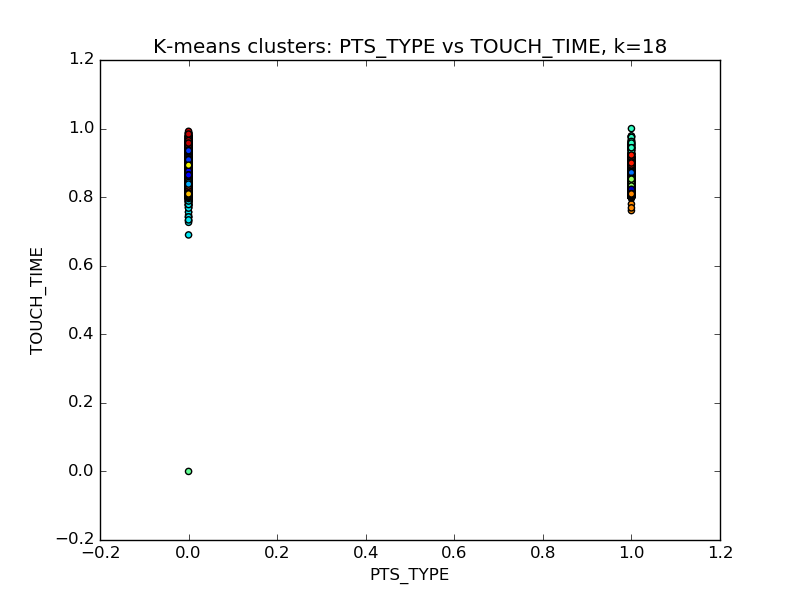 K-means clusters: PTS_TYPE vs TOUCH_TIME, k=18
1.2
1.0
0.8
0.6
0.4
0.2
0.0
−0.2
TOUCH_TIME
−0.2 0.0 0.2 0.4 0.6 0.8 1.0 1.2
PTS_TYPE